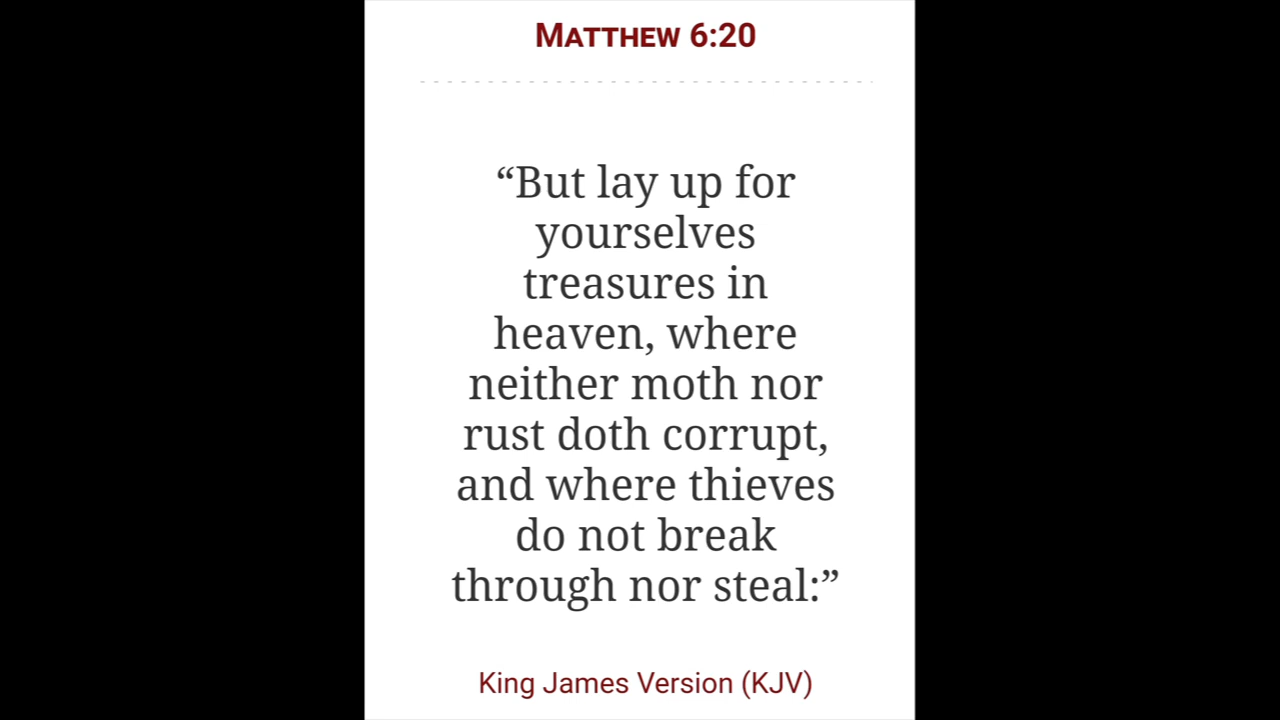 MATTHEW 6:20
“But lay up for
yourselves
treasures in
heaven, where
neither moth nor
rust doth corrupt,
and where thieves
do not break
through nor steal:”
King James Version (KJV)